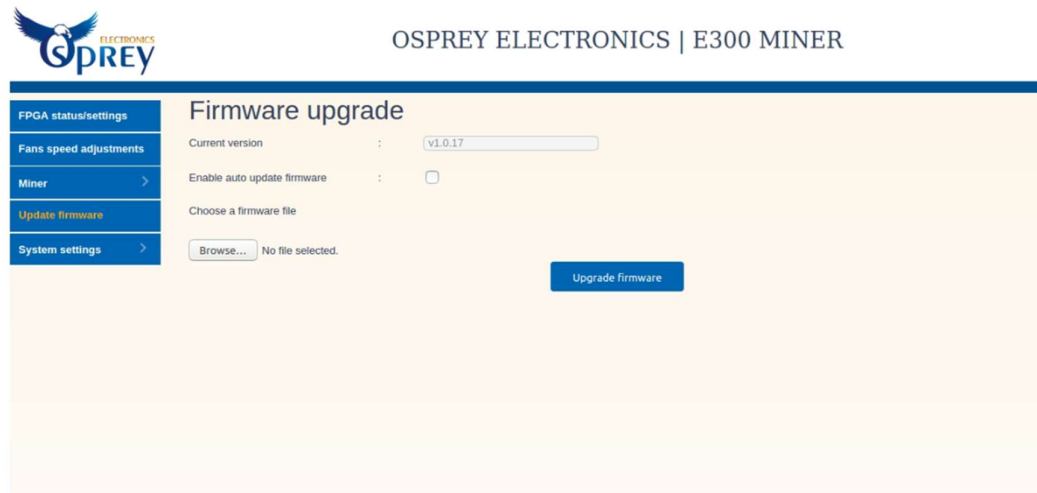 ELECTRONICS
OSPREY
OSPREY ELECTRONICS | E300 MINER
FPGA status/settings
Fans speed adjustments
Miner
Update firmware
System settings
Firmware upgrade
Current version : v1.0.17
Enable auto update firmware :
Choose a firmware file
Browse... No file selected.
Upgrade firmware